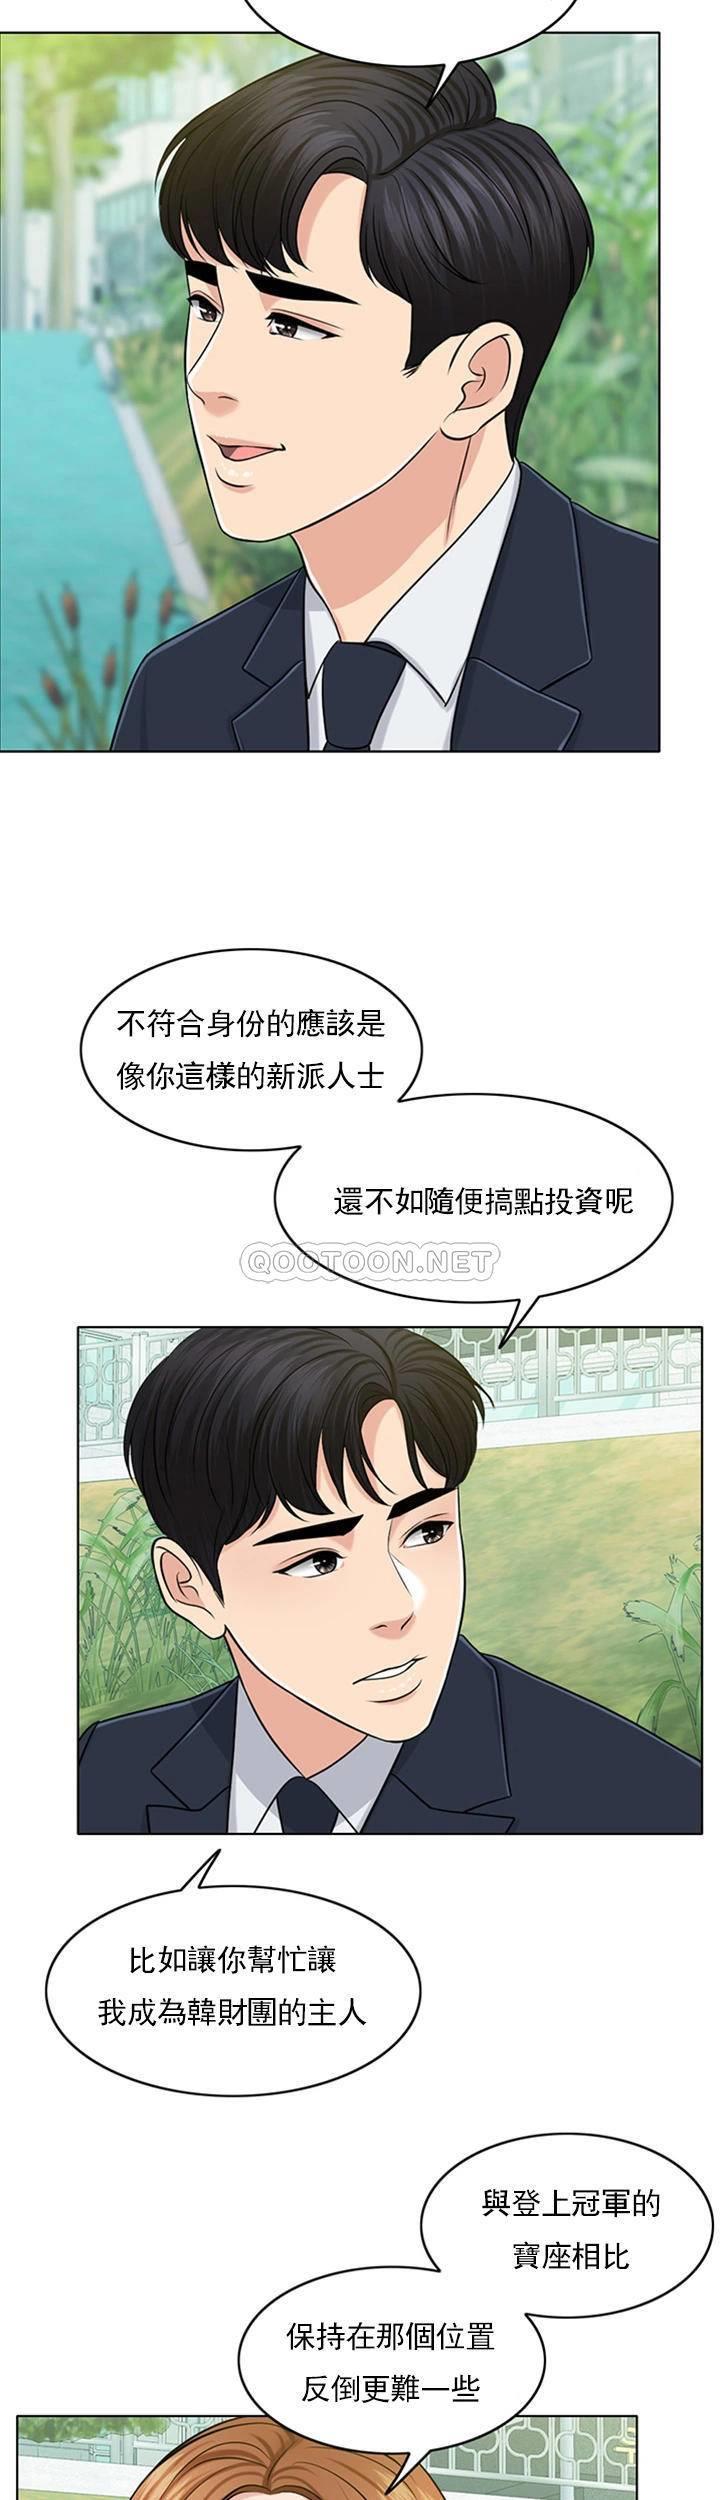 不符合身份的應該是
像你這樣的新派人士
還不如隨便搞點投資呢
QOOTOON.NET
比如讓你幫忙讓
我成為韓財團的主人
與登上冠軍的
寶座相比
保持在那個位置
反倒更難一些